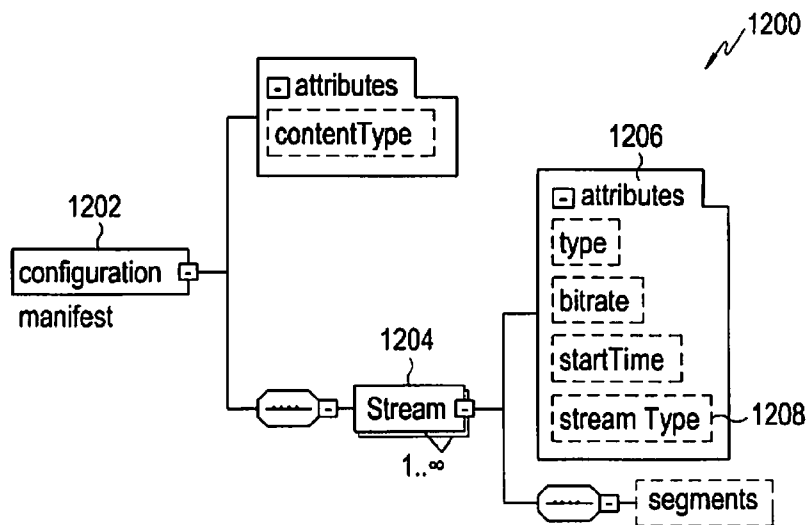 1200
attributes
contentType
1206
attributes
1202
type
configuration
manifest
bitrate
startTime
1204
Stream
stream Type
1208
1..∞
segments